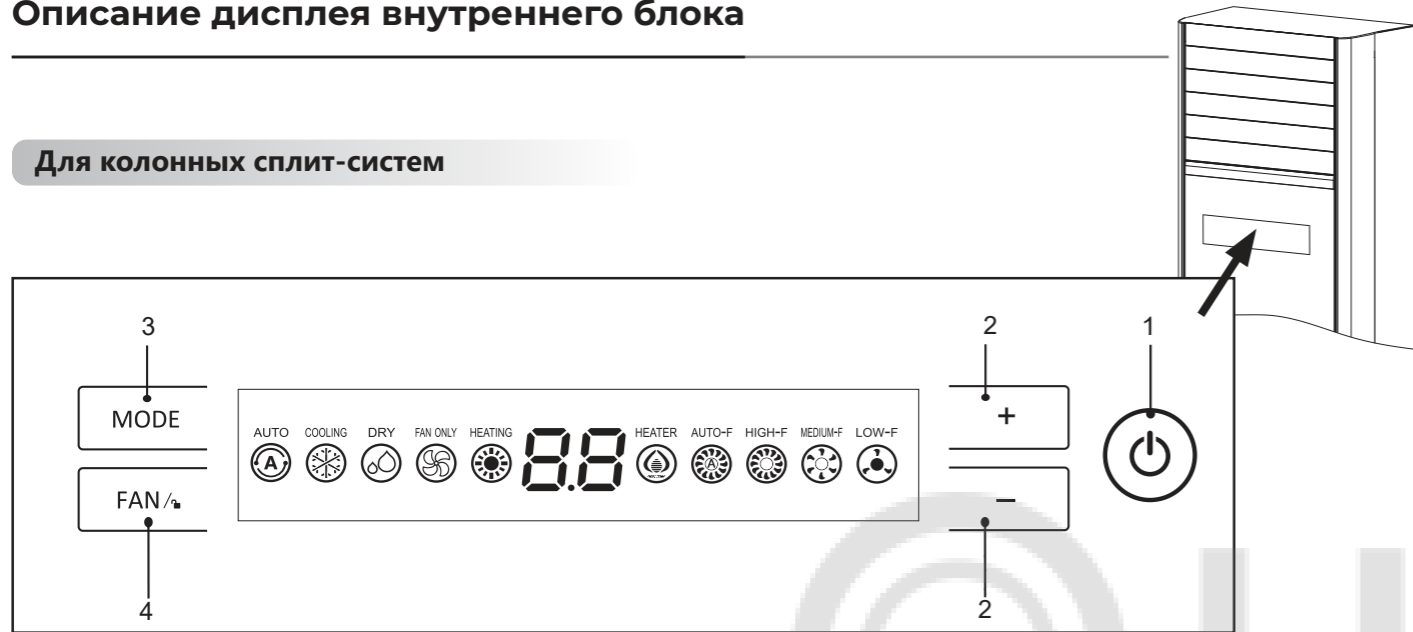 Описание дисплея внутреннего блока
Для колонных сплит-систем
3 2 1
MODE +
AUTO COOLING DRY FAN ONLY HEATING 8.8 HEATER AUTO-F HIGH-F MEDIUM-F LOW-F
A A
FAN/ −
4 2